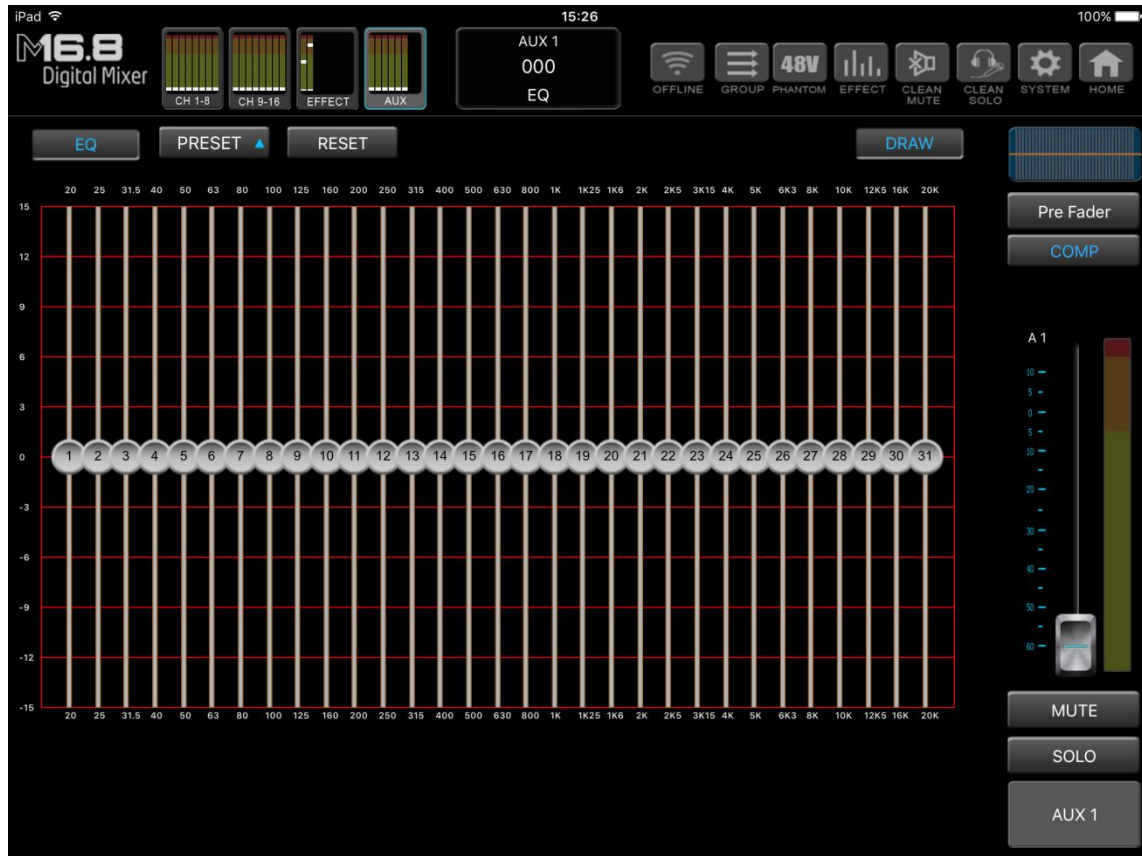 iPad 15:26 100%
M16.8
Digital Mixer
CH 1-8 CH 9-16 EFFECT AUX
AUX 1
000
EQ
48V
OFFLINE GROUP PHANTOM EFFECT CLEAN MUTE CLEAN SOLO SYSTEM HOME
EQ PRESET RESET DRAW
20 25 31.5 40 50 63 80 100 125 160 200 250 315 400 500 630 800 1K 1K25 1K6 2K 2K5 3K15 4K 5K 6K3 8K 10K 12K5 16K 20K
15
12
9
6
3
0
-3
-6
-9
-12
-15
1 2 3 4 5 6 7 8 9 10 11 12 13 14 15 16 17 18 19 20 21 22 23 24 25 26 27 28 29 30 31
20 25 31.5 40 50 63 80 100 125 160 200 250 315 400 500 630 800 1K 1K25 1K6 2K 2K5 3K15 4K 5K 6K3 8K 10K 12K5 16K 20K
Pre Fader
COMP
A 1
10
5
0
5
10
20
30
40
50
60
MUTE
SOLO
AUX 1